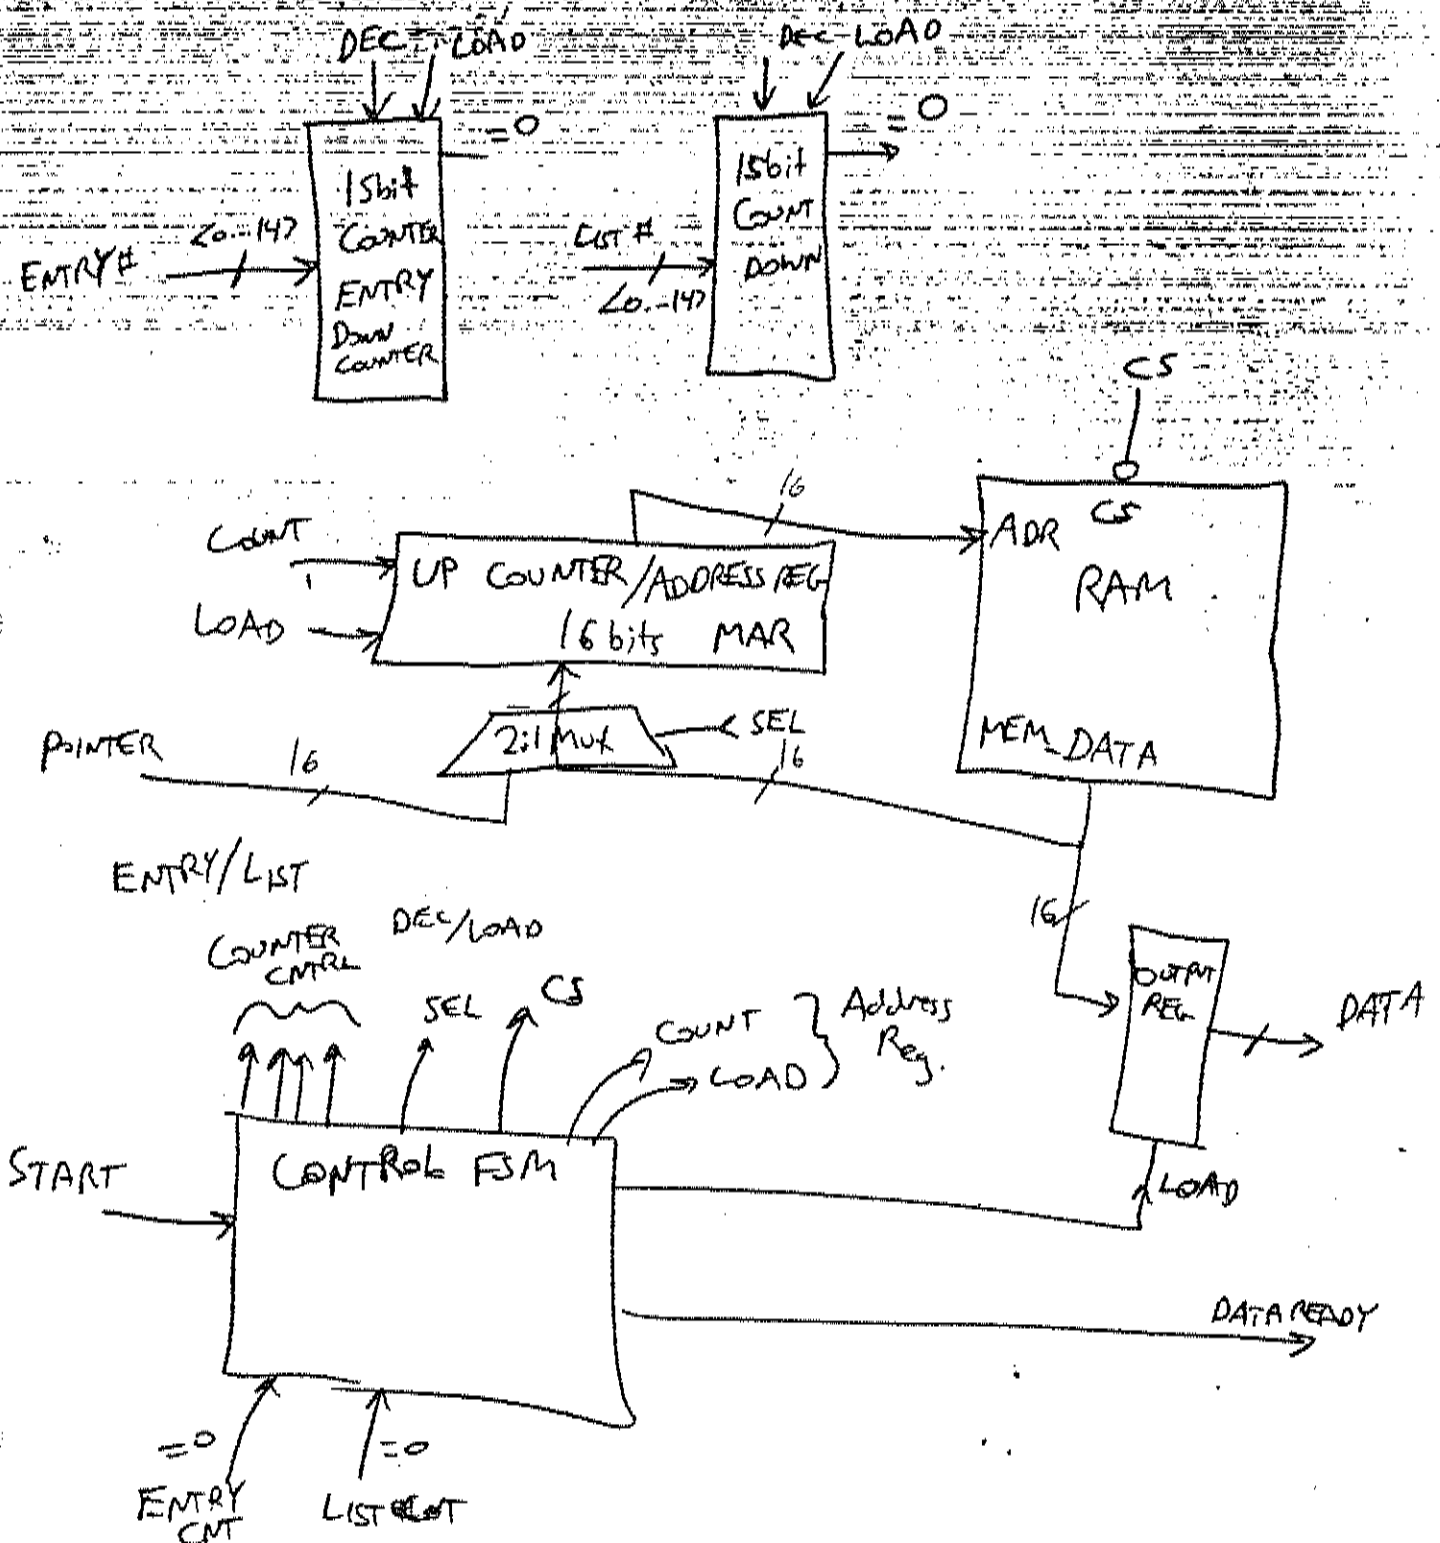 DEC LOAD
DEC LOAD
=0
=0
15bit
COUNTER
ENTRY
DOWN
COUNTER
15bit
COUNT
DOWN
ENTRY#
<0..14>
LIST #
<0..14>
CS
CS
16
ADR
RAM
MEM_DATA
COUNT
LOAD
UP COUNTER/ADDRESS REG
16 bits MAR
2:1 MUX
SEL
POINTER
16
16
ENTRY/LIST
COUNTER
CNTRL
DEC/LOAD
SEL
CS
COUNT
LOAD
Address
Reg.
16
OUTPUT
REG
DATA
START
CONTROL FSM
LOAD
DATA READY
=0
ENTRY
CNT
=0
LIST